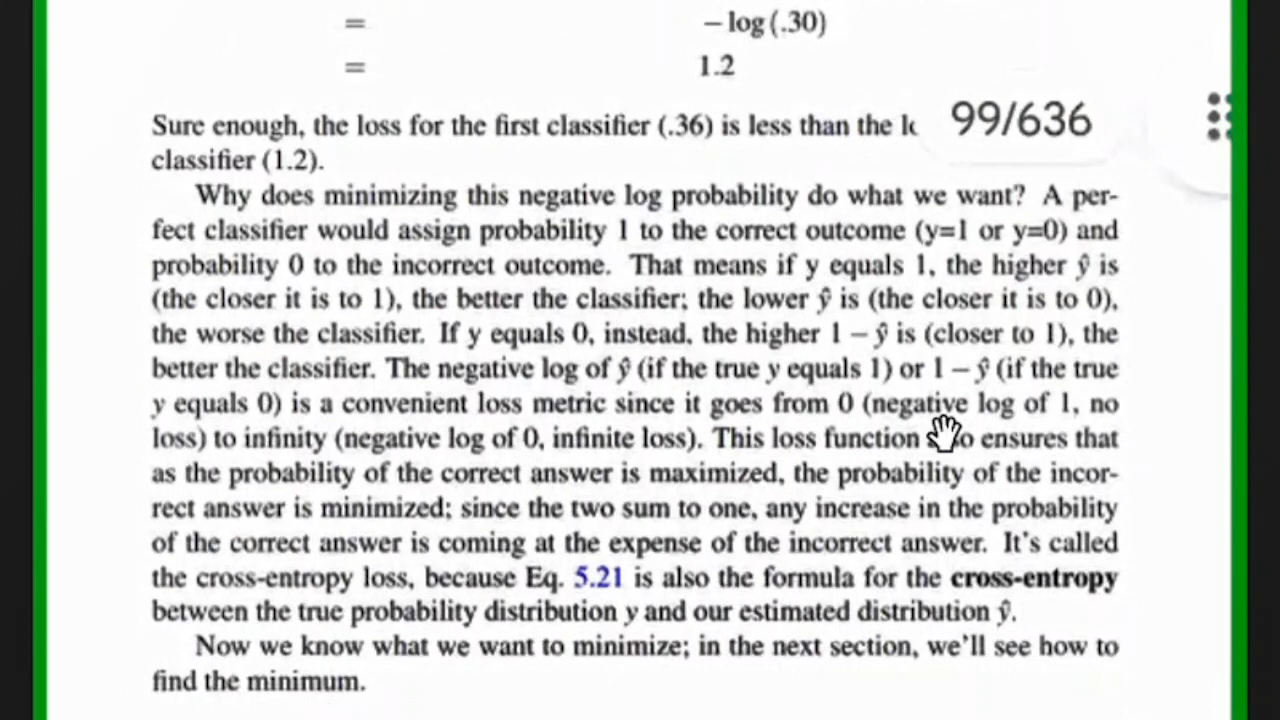 = − log (.30)
= 1.2
Sure enough, the loss for the first classifier (.36) is less than the
99/636
classifier (1.2).
Why does minimizing this negative log probability do what we want? A per-
fect classifier would assign probability 1 to the correct outcome (y=1 or y=0) and
probability 0 to the incorrect outcome. That means if y equals 1, the higher ŷ is
(the closer it is to 1), the better the classifier; the lower ŷ is (the closer it is to 0),
the worse the classifier. If y equals 0, instead, the higher 1 − ŷ is (closer to 1), the
better the classifier. The negative log of ŷ (if the true y equals 1) or 1 − ŷ (if the true
y equals 0) is a convenient loss metric since it goes from 0 (negative log of 1, no
loss) to infinity (negative log of 0, infinite loss). This loss function ensures that
as the probability of the correct answer is maximized, the probability of the incor-
rect answer is minimized; since the two sum to one, any increase in the probability
of the correct answer is coming at the expense of the incorrect answer. It's called
the cross-entropy loss, because Eq. 5.21 is also the formula for the cross-entropy
between the true probability distribution y and our estimated distribution ŷ.
Now we know what we want to minimize; in the next section, we'll see how to
find the minimum.